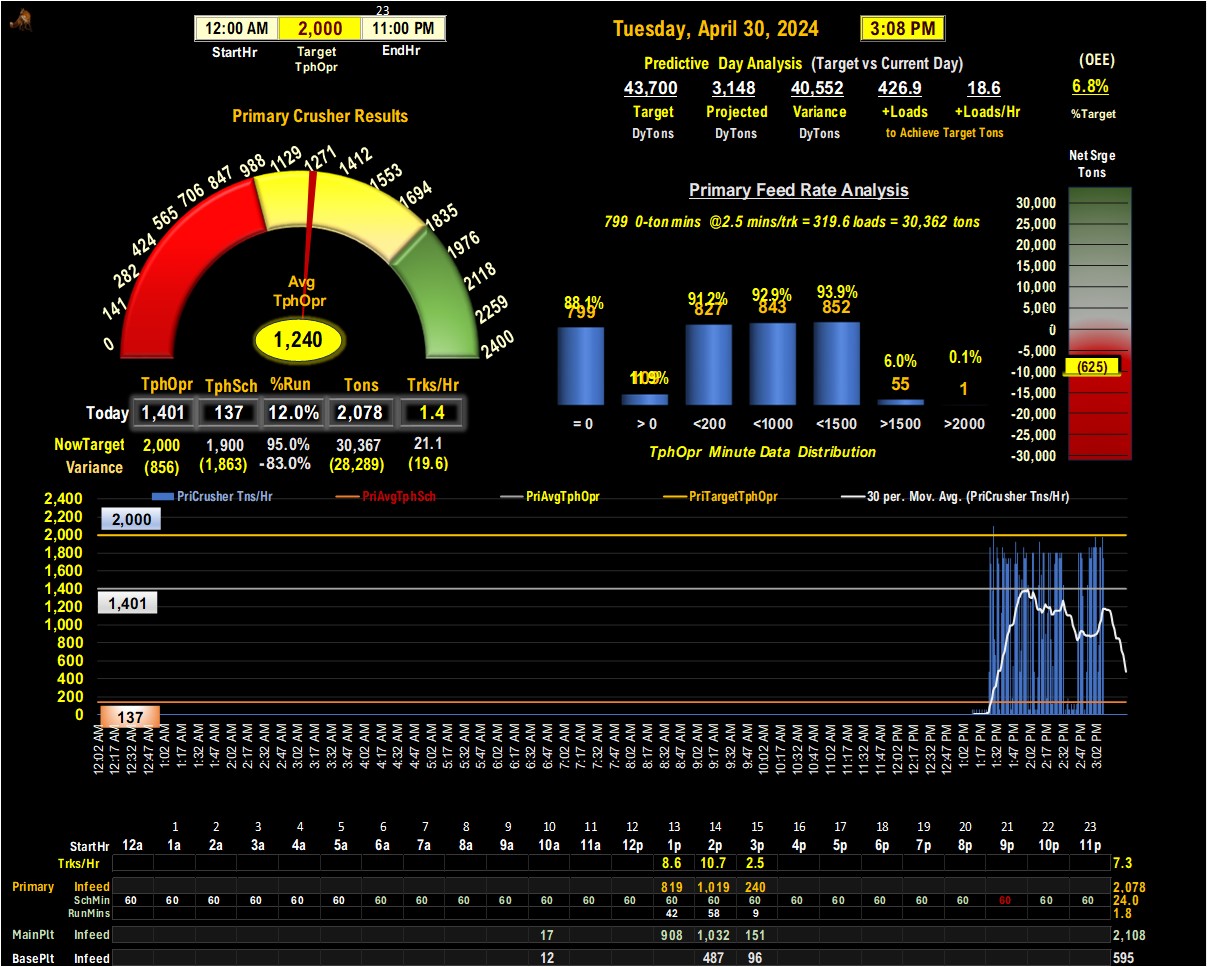 23
12:00 AM 2,000 11:00 PM
StartHr Target TphOpr EndHr
Tuesday, April 30, 2024 3:08 PM
Predictive Day Analysis (Target vs Current Day)
43,700 3,148 40,552 426.9 18.6
Target Projected Variance +Loads +Loads/Hr
DyTons DyTons DyTons to Achieve Target Tons
(OEE)
6.8%
%Target
Primary Crusher Results
0 141 282 424 565 706 847 988 1129 1271 1412 1553 1694 1835 1976 2118 2259 2400
Avg
TphOpr
1,240
TphOpr TphSch %Run Tons Trks/Hr
Today 1,401 137 12.0% 2,078 1.4
NowTarget 2,000 1,900 95.0% 30,367 21.1
Variance (856) (1,863) -83.0% (28,289) (19.6)
Primary Feed Rate Analysis
799 0-ton mins @2.5 mins/trk = 319.6 loads = 30,362 tons
88.1% 11.9% 91.2% 92.9% 93.9% 6.0% 0.1%
799 827 843 852 55 1
= 0 > 0 <200 <1000 <1500 >1500 >2000
TphOpr Minute Data Distribution
Net Srge
Tons
30,000
25,000
20,000
15,000
10,000
5,000
0
-5,000
(625)
-10,000
-15,000
-20,000
-25,000
-30,000
PriCrusher Tns/Hr PriAvgTphSch PriAvgTphOpr PriTargetTphOpr 30 per. Mov. Avg. (PriCrusher Tns/Hr)
2,400
2,200
2,000
1,800
1,600
1,400
1,200
1,000
800
600
400
200
0
2,000
1,401
137
12:02 AM 12:17 AM 12:32 AM 12:47 AM 1:02 AM 1:17 AM 1:32 AM 1:47 AM 2:02 AM 2:17 AM 2:32 AM 2:47 AM 3:02 AM 3:17 AM 3:32 AM 3:47 AM 4:02 AM 4:17 AM 4:32 AM 4:47 AM 5:02 AM 5:17 AM 5:32 AM 5:47 AM 6:02 AM 6:17 AM 6:32 AM 6:47 AM 7:02 AM 7:17 AM 7:32 AM 7:47 AM 8:02 AM 8:17 AM 8:32 AM 8:47 AM 9:02 AM 9:17 AM 9:32 AM 9:47 AM 10:02 AM 10:17 AM 10:32 AM 10:47 AM 11:02 AM 11:17 AM 11:32 AM 11:47 AM 12:02 PM 12:17 PM 12:32 PM 12:47 PM 1:02 PM 1:17 PM 1:32 PM 1:47 PM 2:02 PM 2:17 PM 2:32 PM 2:47 PM 3:02 PM
1 2 3 4 5 6 7 8 9 10 11 12 13 14 15 16 17 18 19 20 21 22 23
StartHr 12a 1a 2a 3a 4a 5a 6a 7a 8a 9a 10a 11a 12p 1p 2p 3p 4p 5p 6p 7p 8p 9p 10p 11p
Trks/Hr 8.6 10.7 2.5 7.3
Primary Infeed 819 1,019 240 2,078
SchMin 60 60 60 60 60 60 60 60 60 60 60 60 60 60 60 60 60 60 60 60 60 60 60 60 24.0
RunMins 42 58 9 1.8
MainPlt Infeed 17 908 1,032 151 2,108
BasePlt Infeed 12 487 96 595